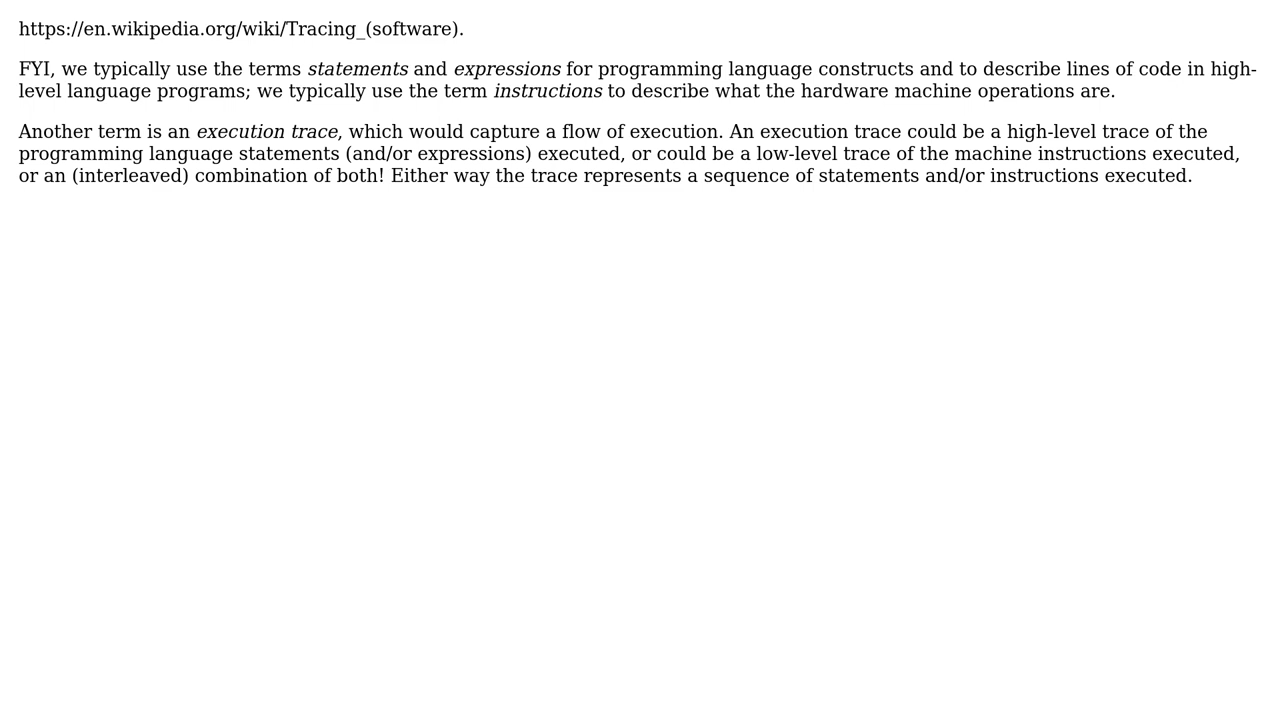 https://en.wikipedia.org/wiki/Tracing_(software).
FYI, we typically use the terms statements and expressions for programming language constructs and to describe lines of code in high-
level language programs; we typically use the term instructions to describe what the hardware machine operations are.
Another term is an execution trace, which would capture a flow of execution. An execution trace could be a high-level trace of the
programming language statements (and/or expressions) executed, or could be a low-level trace of the machine instructions executed,
or an (interleaved) combination of both! Either way the trace represents a sequence of statements and/or instructions executed.